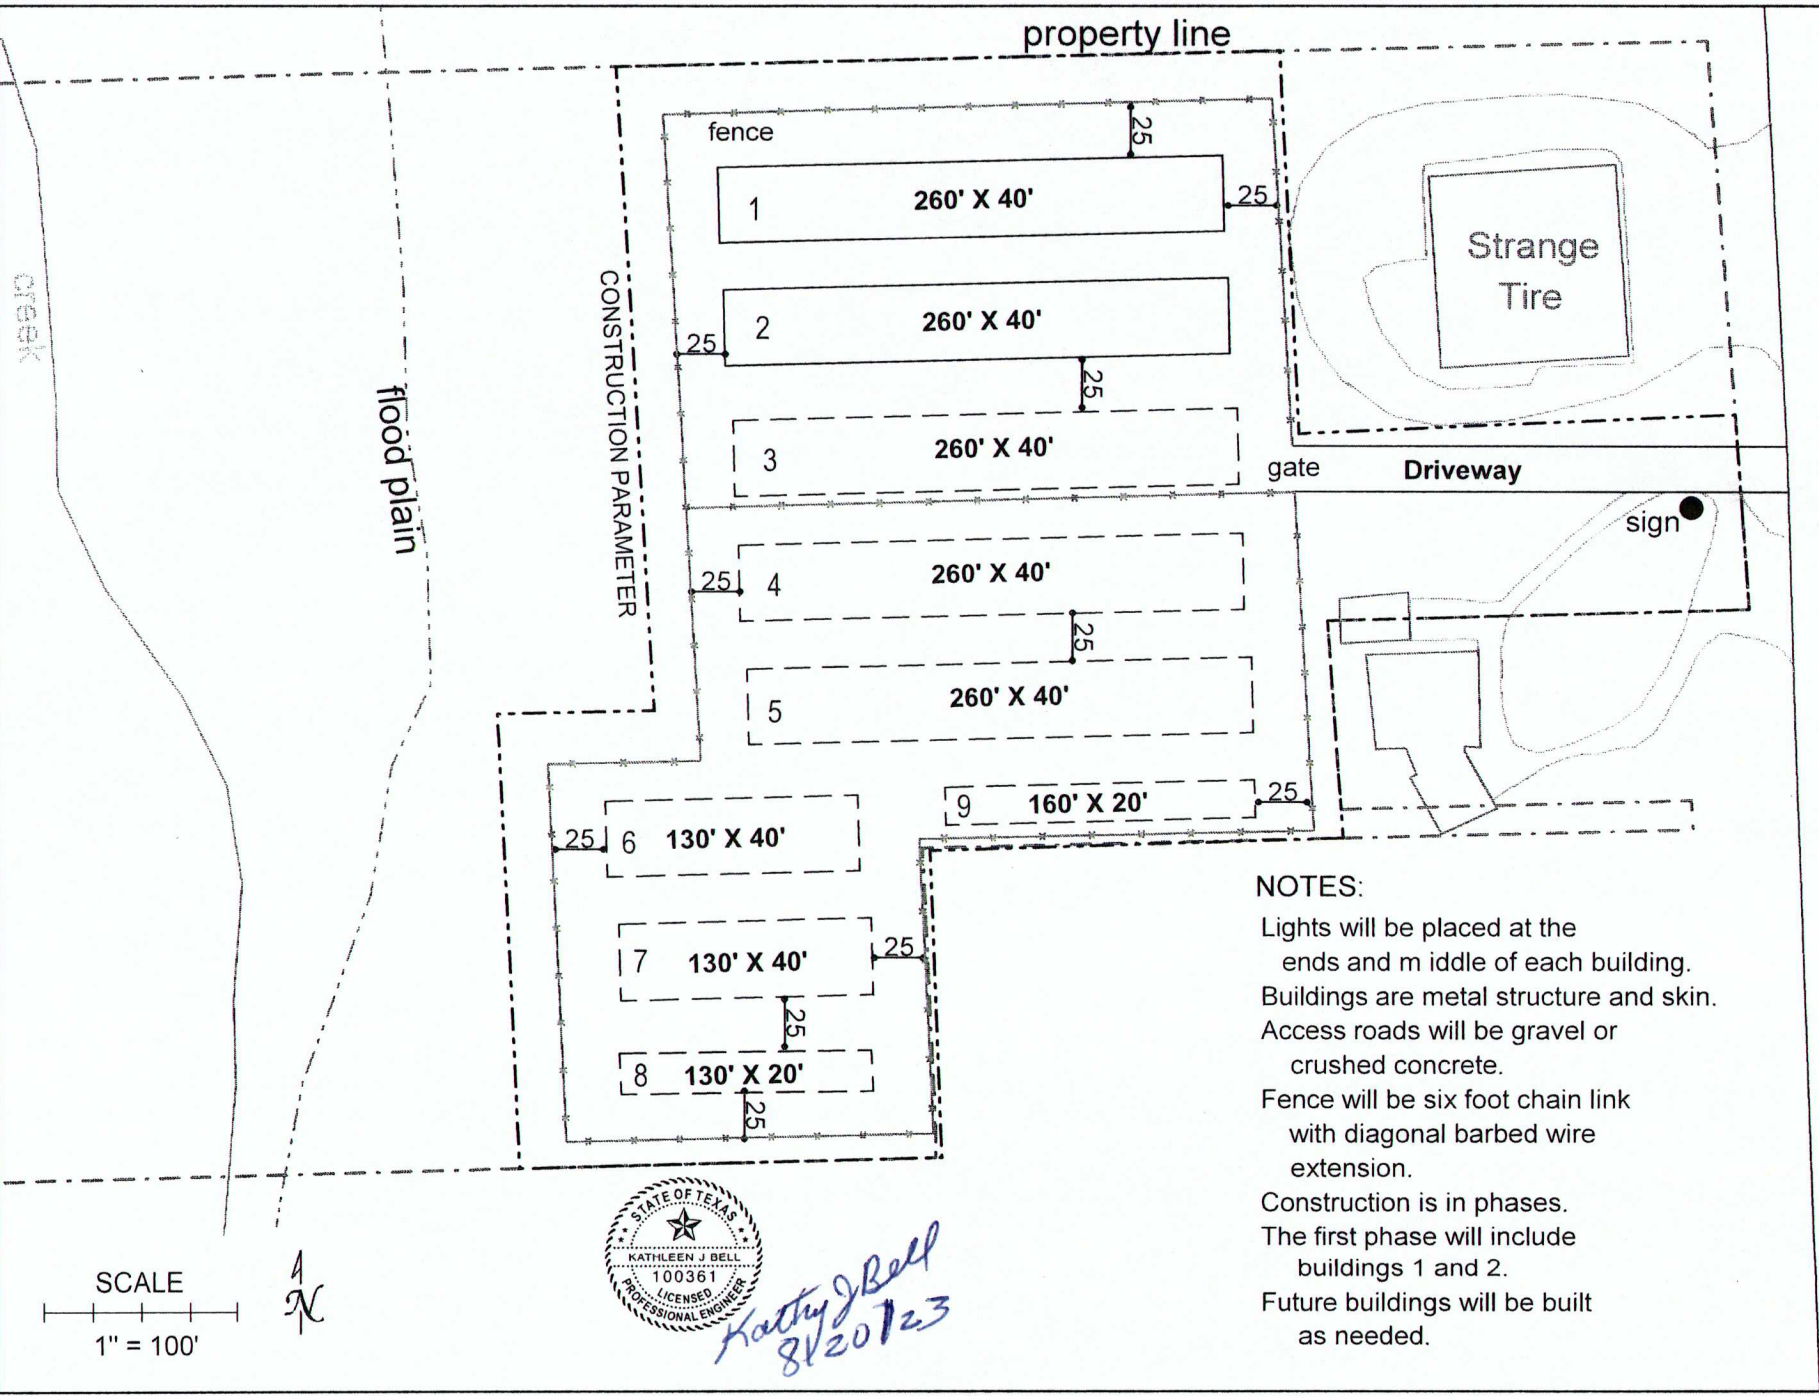 property line
fence
25
1 260' X 40'
25
Strange
Tire
creek
CONSTRUCTION PARAMETER
2 260' X 40'
25
25
flood plain
3 260' X 40'
gate
Driveway
sign
4 260' X 40'
25
25
5 260' X 40'
9 160' X 20'
25
6 130' X 40'
25
7 130' X 40'
25
25
8 130' X 20'
25
NOTES:
Lights will be placed at the
ends and m iddle of each building.
Buildings are metal structure and skin.
Access roads will be gravel or
crushed concrete.
Fence will be six foot chain link
with diagonal barbed wire
extension.
Construction is in phases.
The first phase will include
buildings 1 and 2.
Future buildings will be built
as needed.
STATE OF TEXAS
KATHLEEN J BELL
100361
LICENSED
PROFESSIONAL ENGINEER
Kathy J Bell
8/20/23
SCALE
1" = 100'
N